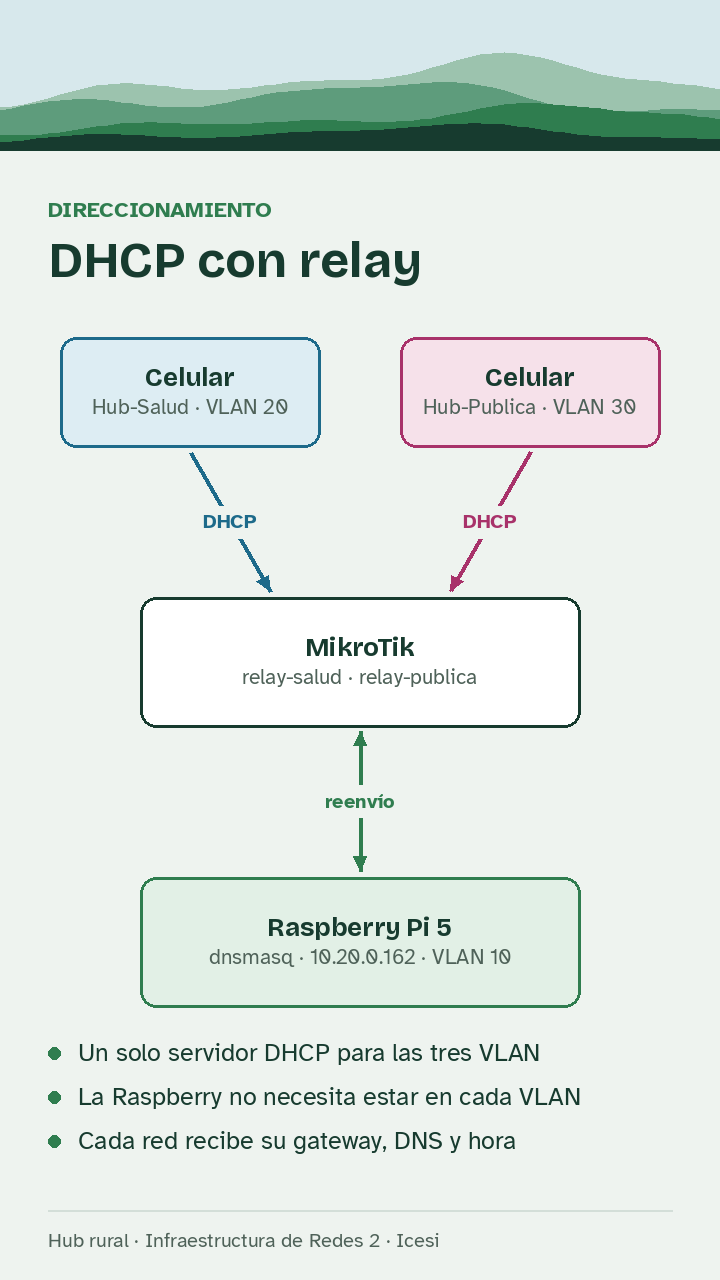 DIRECCIONAMIENTO
DHCP con relay
Celular
Hub-Salud · VLAN 20
Celular
Hub-Publica · VLAN 30
DHCP
DHCP
MikroTik
relay-salud · relay-publica
reenvío
Raspberry Pi 5
dnsmasq · 10.20.0.162 · VLAN 10
Un solo servidor DHCP para las tres VLAN
La Raspberry no necesita estar en cada VLAN
Cada red recibe su gateway, DNS y hora
Hub rural · Infraestructura de Redes 2 · Icesi